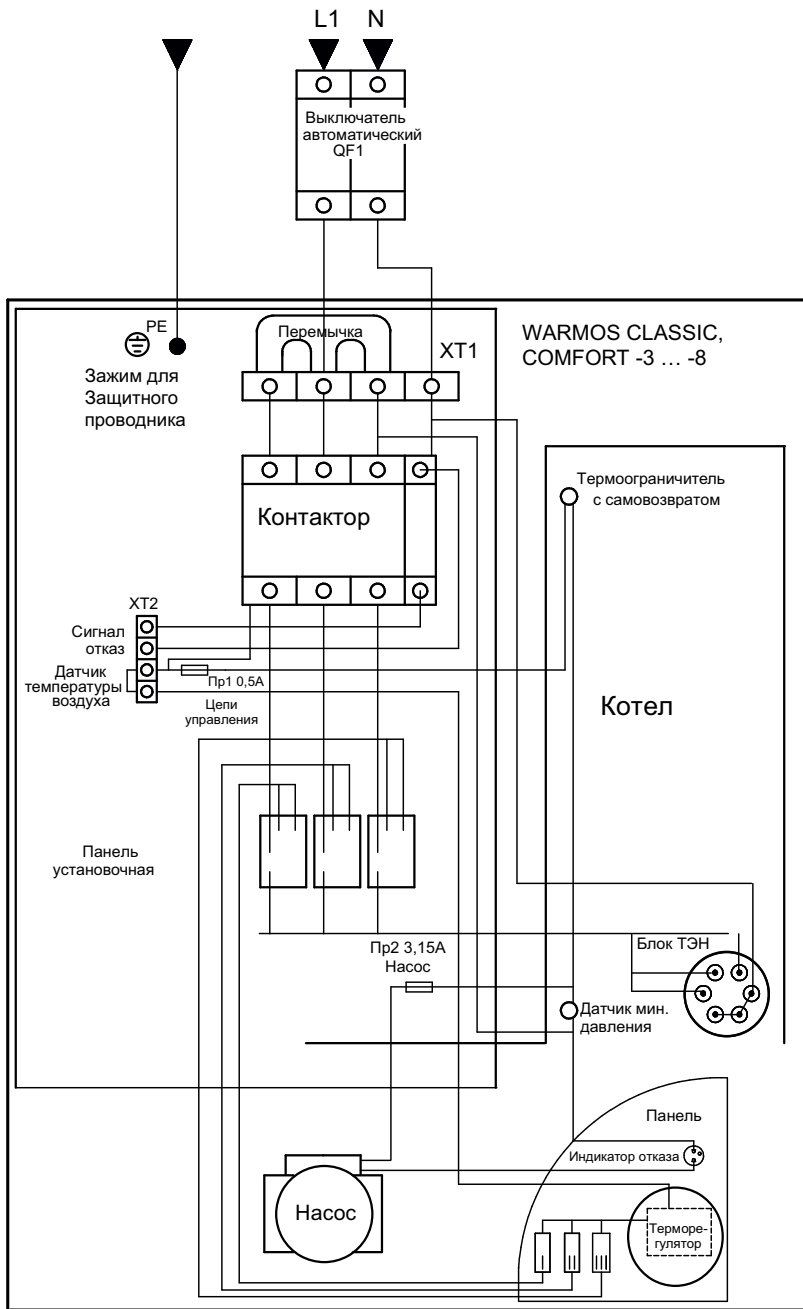 L1 N
Выключатель
автоматический
QF1
PE
Зажим для
Защитного
проводника
Перемычка
XT1
WARMOS CLASSIC,
COMFORT -3 ... -8
Контактор
Термоограничитель
с самовозвратом
XT2
Сигнал
отказ
Датчик
температуры
воздуха
Пр1 0,5А
Цепи
управления
Котел
Панель
установочная
Пр2 3,15А
Насос
Блок ТЭН
Датчик мин.
давления
Панель
Индикатор отказа
Насос
Терморе-
гулятор